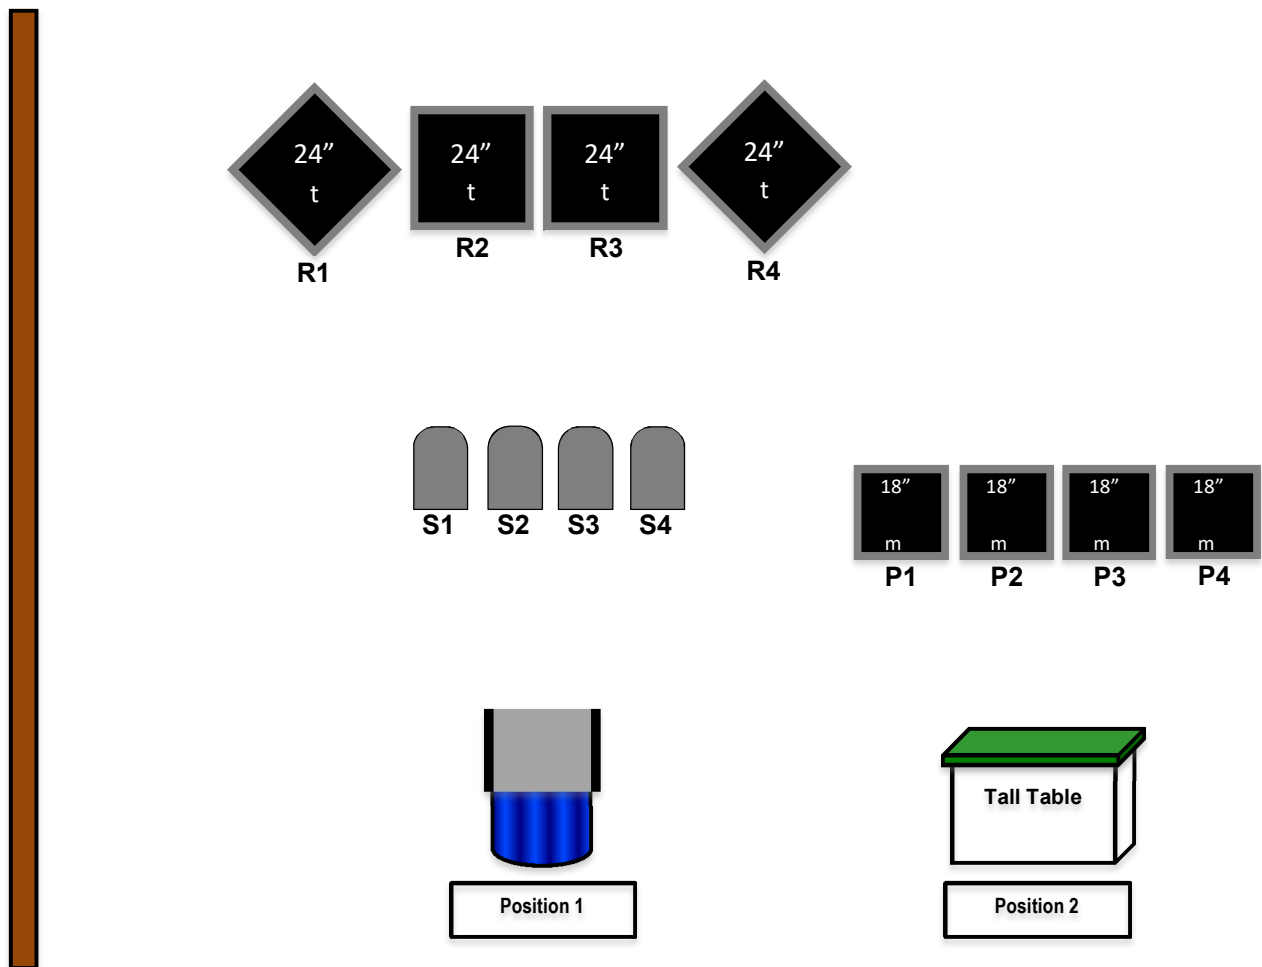 24”
t
24”
t
24”
t
24”
t
R1
R2
R3
R4
S1
S2
S3
S4
18”
m
18”
m
18”
m
18”
m
P1
P2
P3
P4
Tall Table
Position 1
Position 2